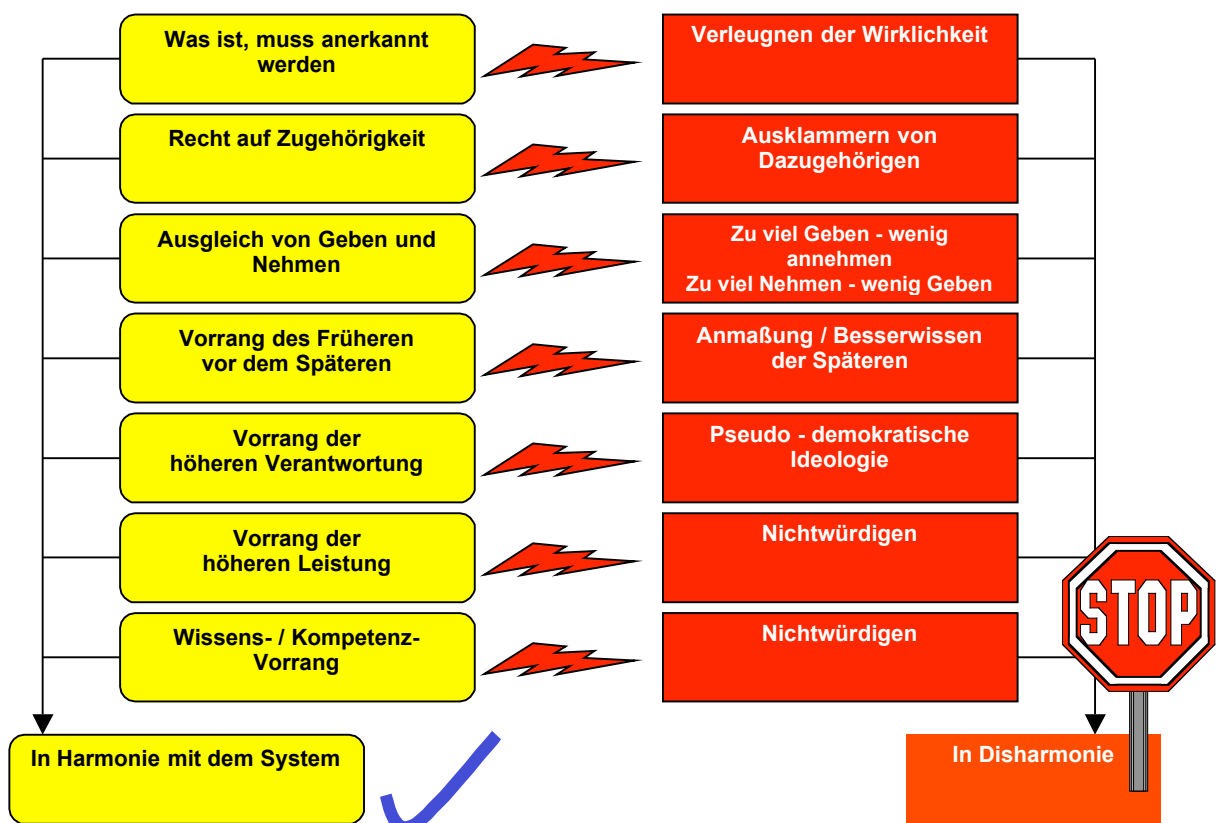 Was ist, muss anerkannt
werden
Verleugnen der Wirklichkeit
Recht auf Zugehörigkeit
Ausklammern von
Dazugehörigen
Ausgleich von Geben und
Nehmen
Zu viel Geben - wenig
annehmen
Zu viel Nehmen - wenig Geben
Vorrang des Früheren
vor dem Späteren
Anmaßung / Besserwissen
der Späteren
Vorrang der
höheren Verantwortung
Pseudo - demokratische
Ideologie
Vorrang der
höheren Leistung
Nichtwürdigen
Wissens- / Kompetenz-
Vorrang
Nichtwürdigen
STOP
In Harmonie mit dem System
In Disharmonie